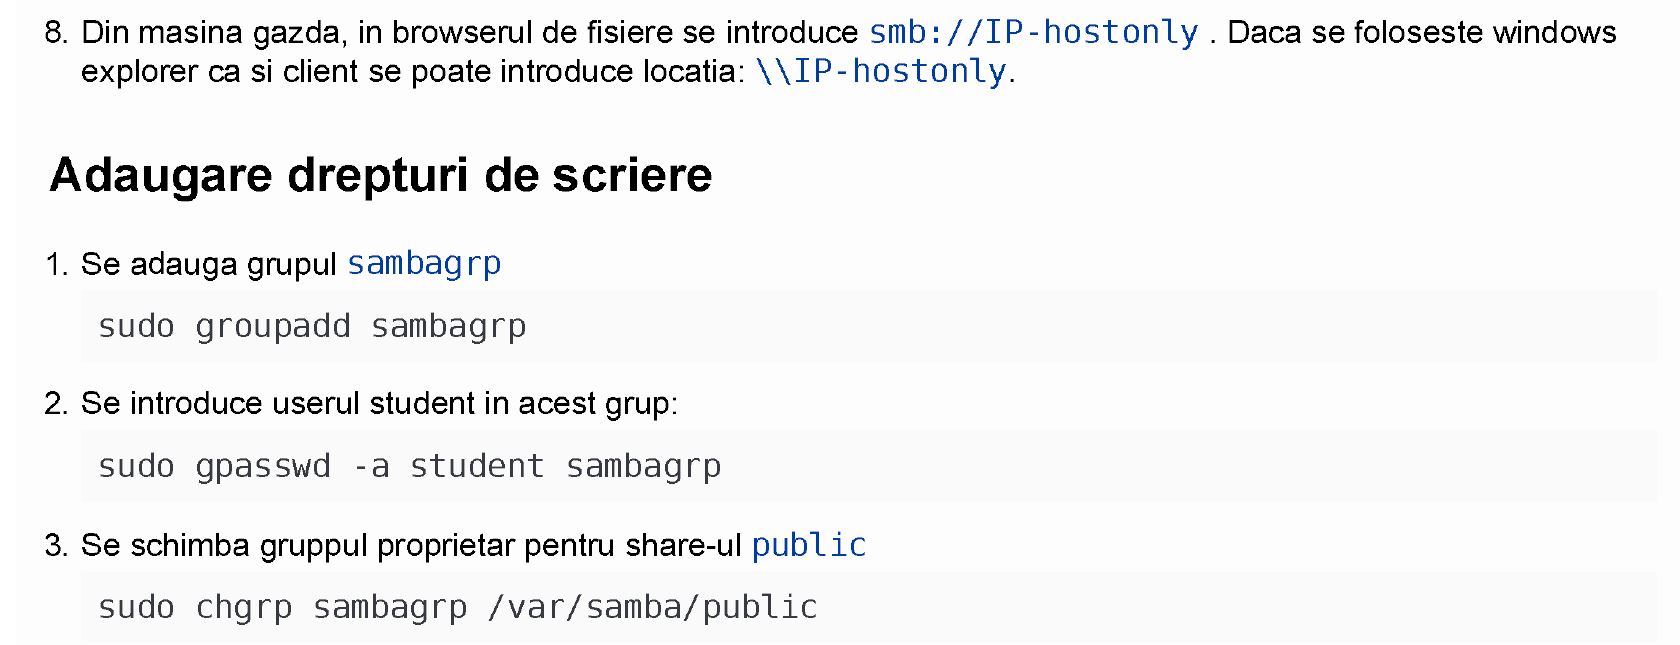 8. Din masina gazda, in browserul de fisiere se introduce smb://IP-hostonly . Daca se foloseste windows
explorer ca si client se poate introduce locatia: \\IP-hostonly.
Adaugare drepturi de scriere
1. Se adauga grupul sambagrp
sudo groupadd sambagrp
2. Se introduce userul student in acest grup:
sudo gpasswd -a student sambagrp
3. Se schimba gruppul proprietar pentru share-ul public
sudo chgrp sambagrp /var/samba/public